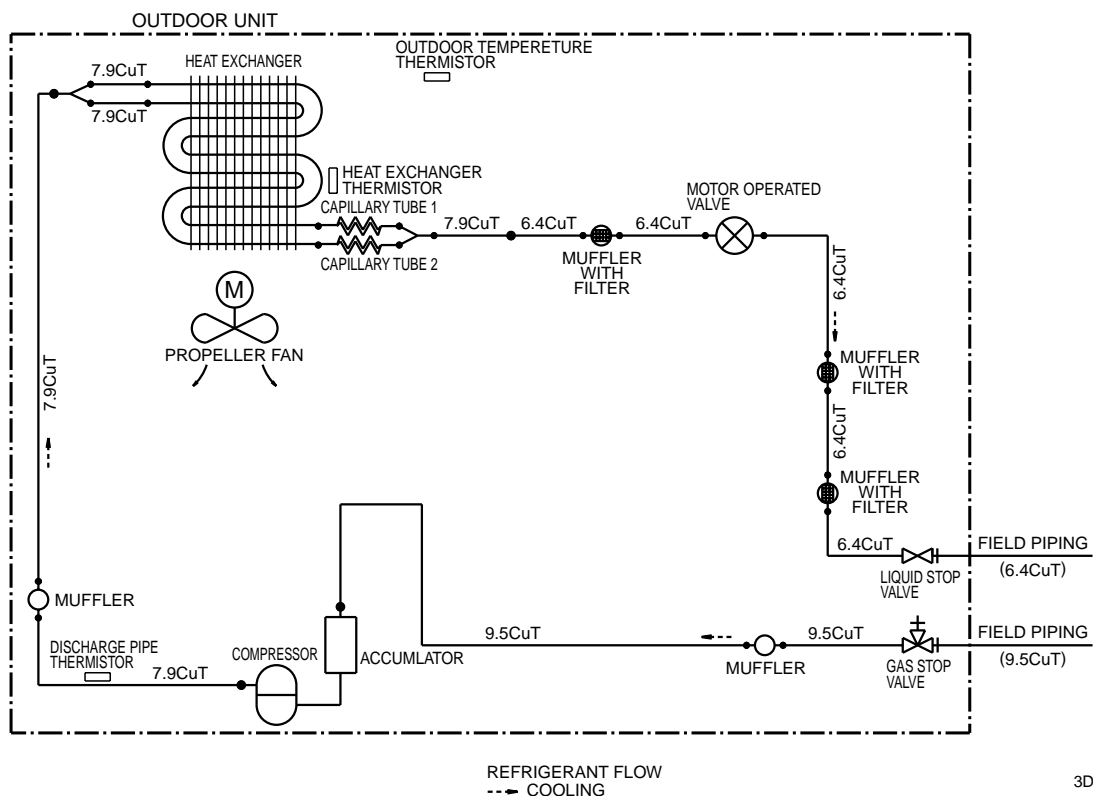 OUTDOOR UNIT
HEAT EXCHANGER
OUTDOOR TEMPERETURE
THERMISTOR
7.9CuT
7.9CuT
HEAT EXCHANGER
THERMISTOR
CAPILLARY TUBE 1
CAPILLARY TUBE 2
7.9CuT
6.4CuT
MUFFLER
WITH
FILTER
6.4CuT
MOTOR OPERATED
VALVE
6.4CuT
M
PROPELLER FAN
7.9CuT
MUFFLER
WITH
FILTER
6.4CuT
MUFFLER
WITH
FILTER
6.4CuT
LIQUID STOP
VALVE
FIELD PIPING
(6.4CuT)
MUFFLER
DISCHARGE PIPE
THERMISTOR
7.9CuT
COMPRESSOR
ACCUMLATOR
9.5CuT
MUFFLER
9.5CuT
GAS STOP
VALVE
FIELD PIPING
(9.5CuT)
REFRIGERANT FLOW
COOLING
3D